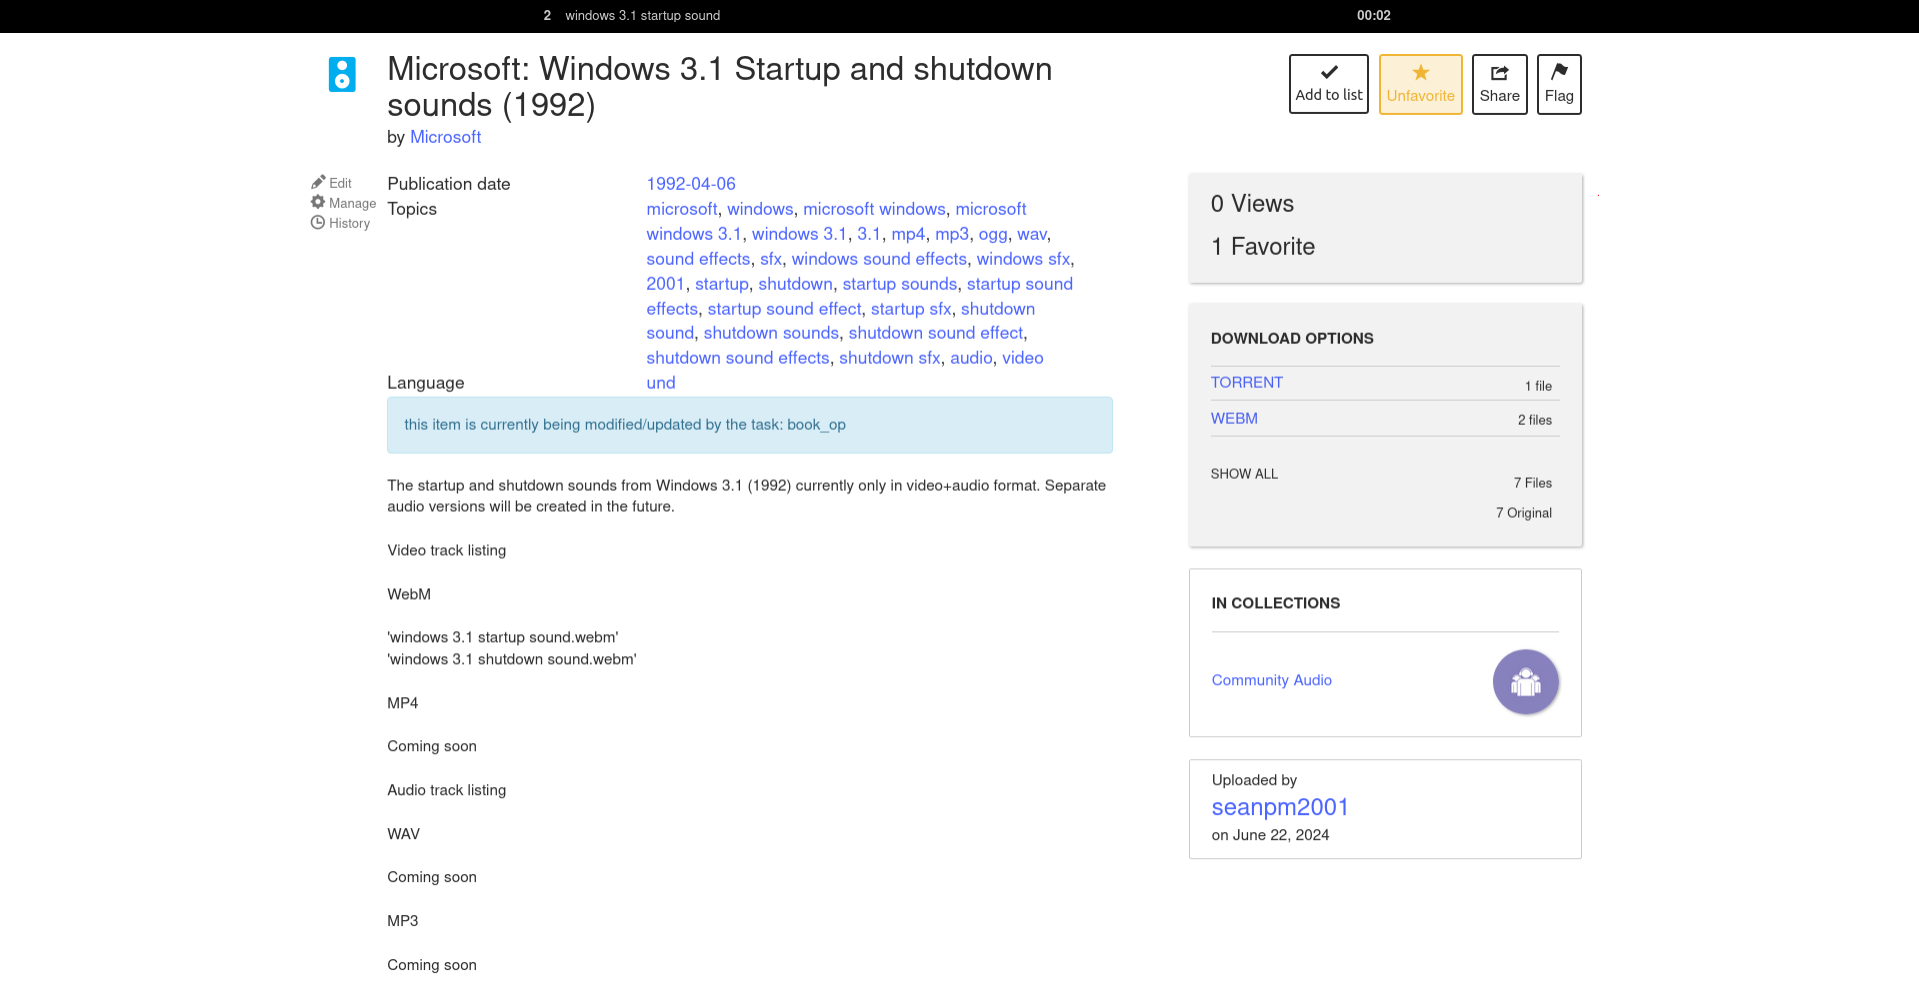 2 windows 3.1 startup sound 00:02
Microsoft: Windows 3.1 Startup and shutdown
sounds (1992)
by Microsoft
Add to list
Unfavorite
Share
Flag
Edit
Manage
History
Publication date 1992-04-06
Topics microsoft, windows, microsoft windows, microsoft
windows 3.1, windows 3.1, 3.1, mp4, mp3, ogg, wav,
sound effects, sfx, windows sound effects, windows sfx,
2001, startup, shutdown, startup sounds, startup sound
effects, startup sound effect, startup sfx, shutdown
sound, shutdown sounds, shutdown sound effect,
shutdown sound effects, shutdown sfx, audio, video
Language und
this item is currently being modified/updated by the task: book_op
The startup and shutdown sounds from Windows 3.1 (1992) currently only in video+audio format. Separate
audio versions will be created in the future.
Video track listing
WebM
'windows 3.1 startup sound.webm'
'windows 3.1 shutdown sound.webm'
MP4
Coming soon
Audio track listing
WAV
Coming soon
MP3
Coming soon
0 Views
1 Favorite
DOWNLOAD OPTIONS
TORRENT 1 file
WEBM 2 files
SHOW ALL
7 Files
7 Original
IN COLLECTIONS
Community Audio
Uploaded by
seanpm2001
on June 22, 2024